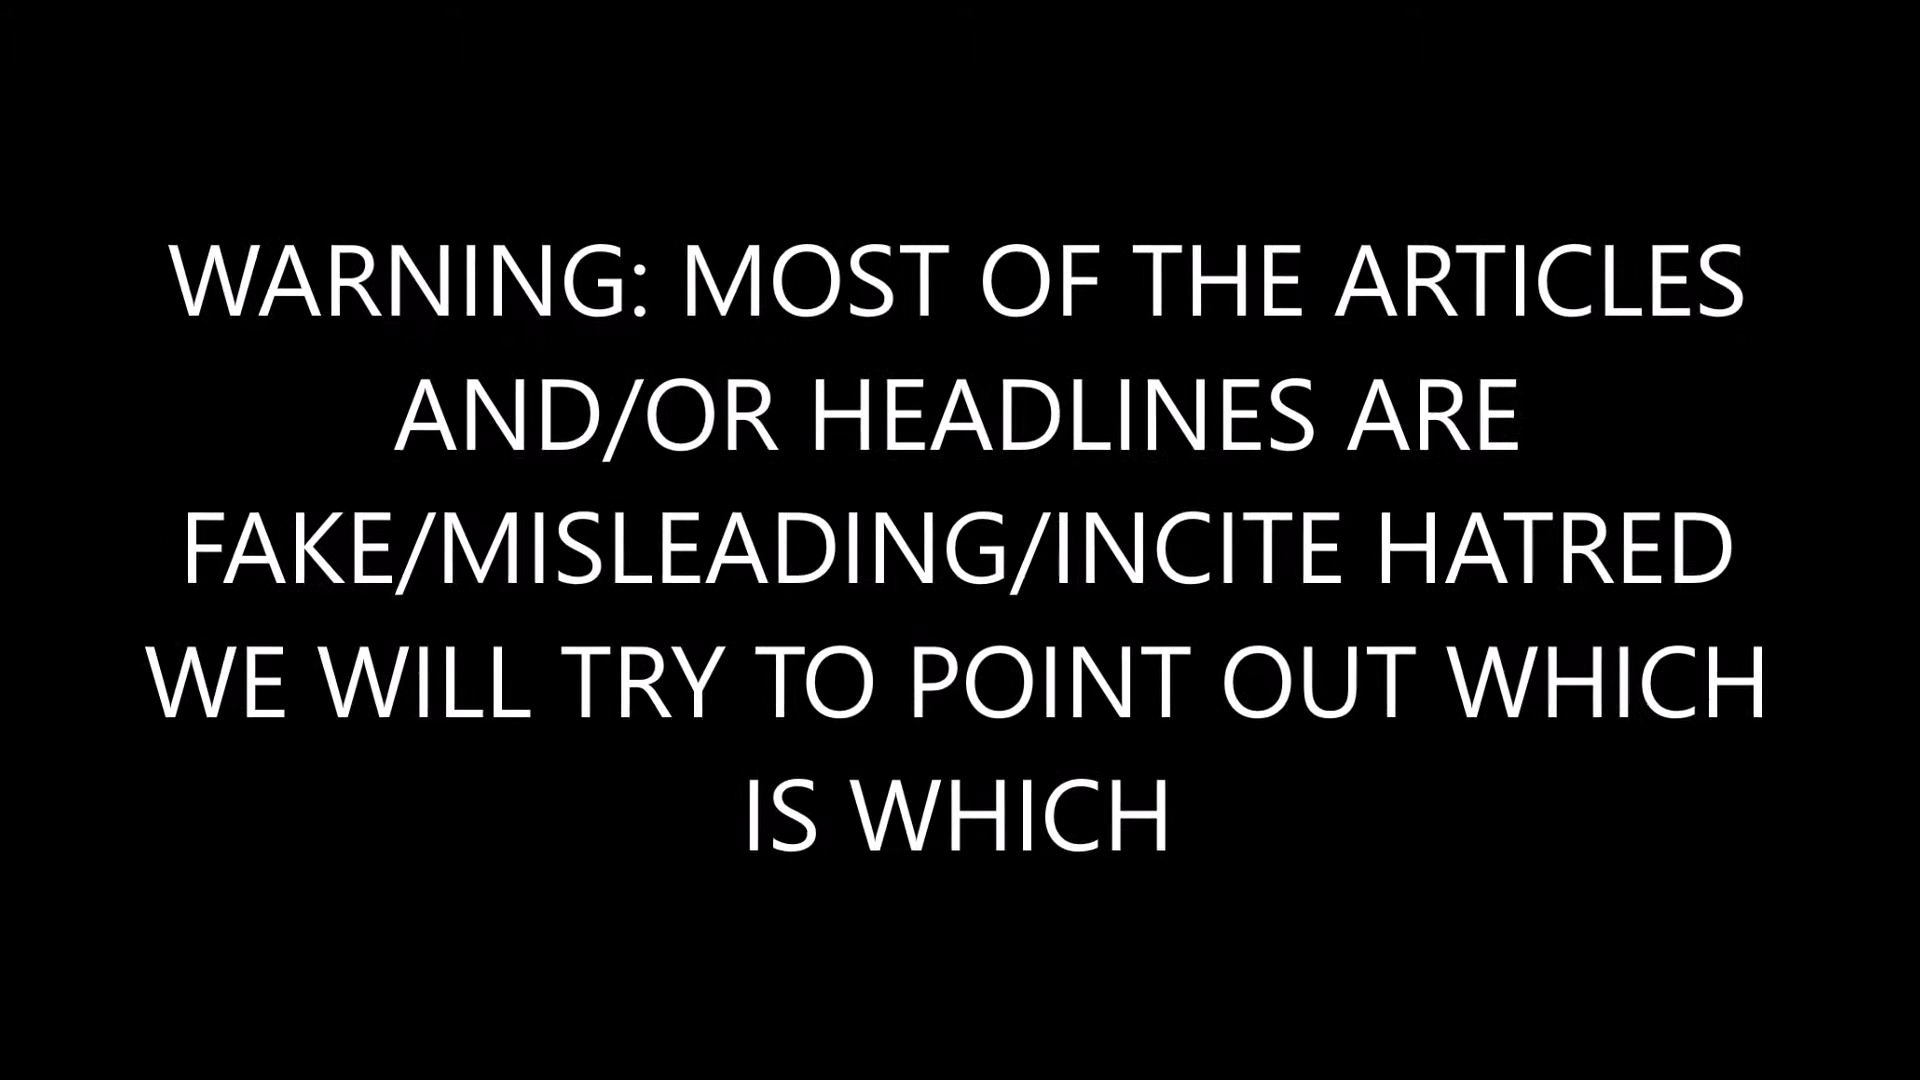 WARNING: MOST OF THE ARTICLES
AND/OR HEADLINES ARE
FAKE/MISLEADING/INCITE HATRED
WE WILL TRY TO POINT OUT WHICH
IS WHICH